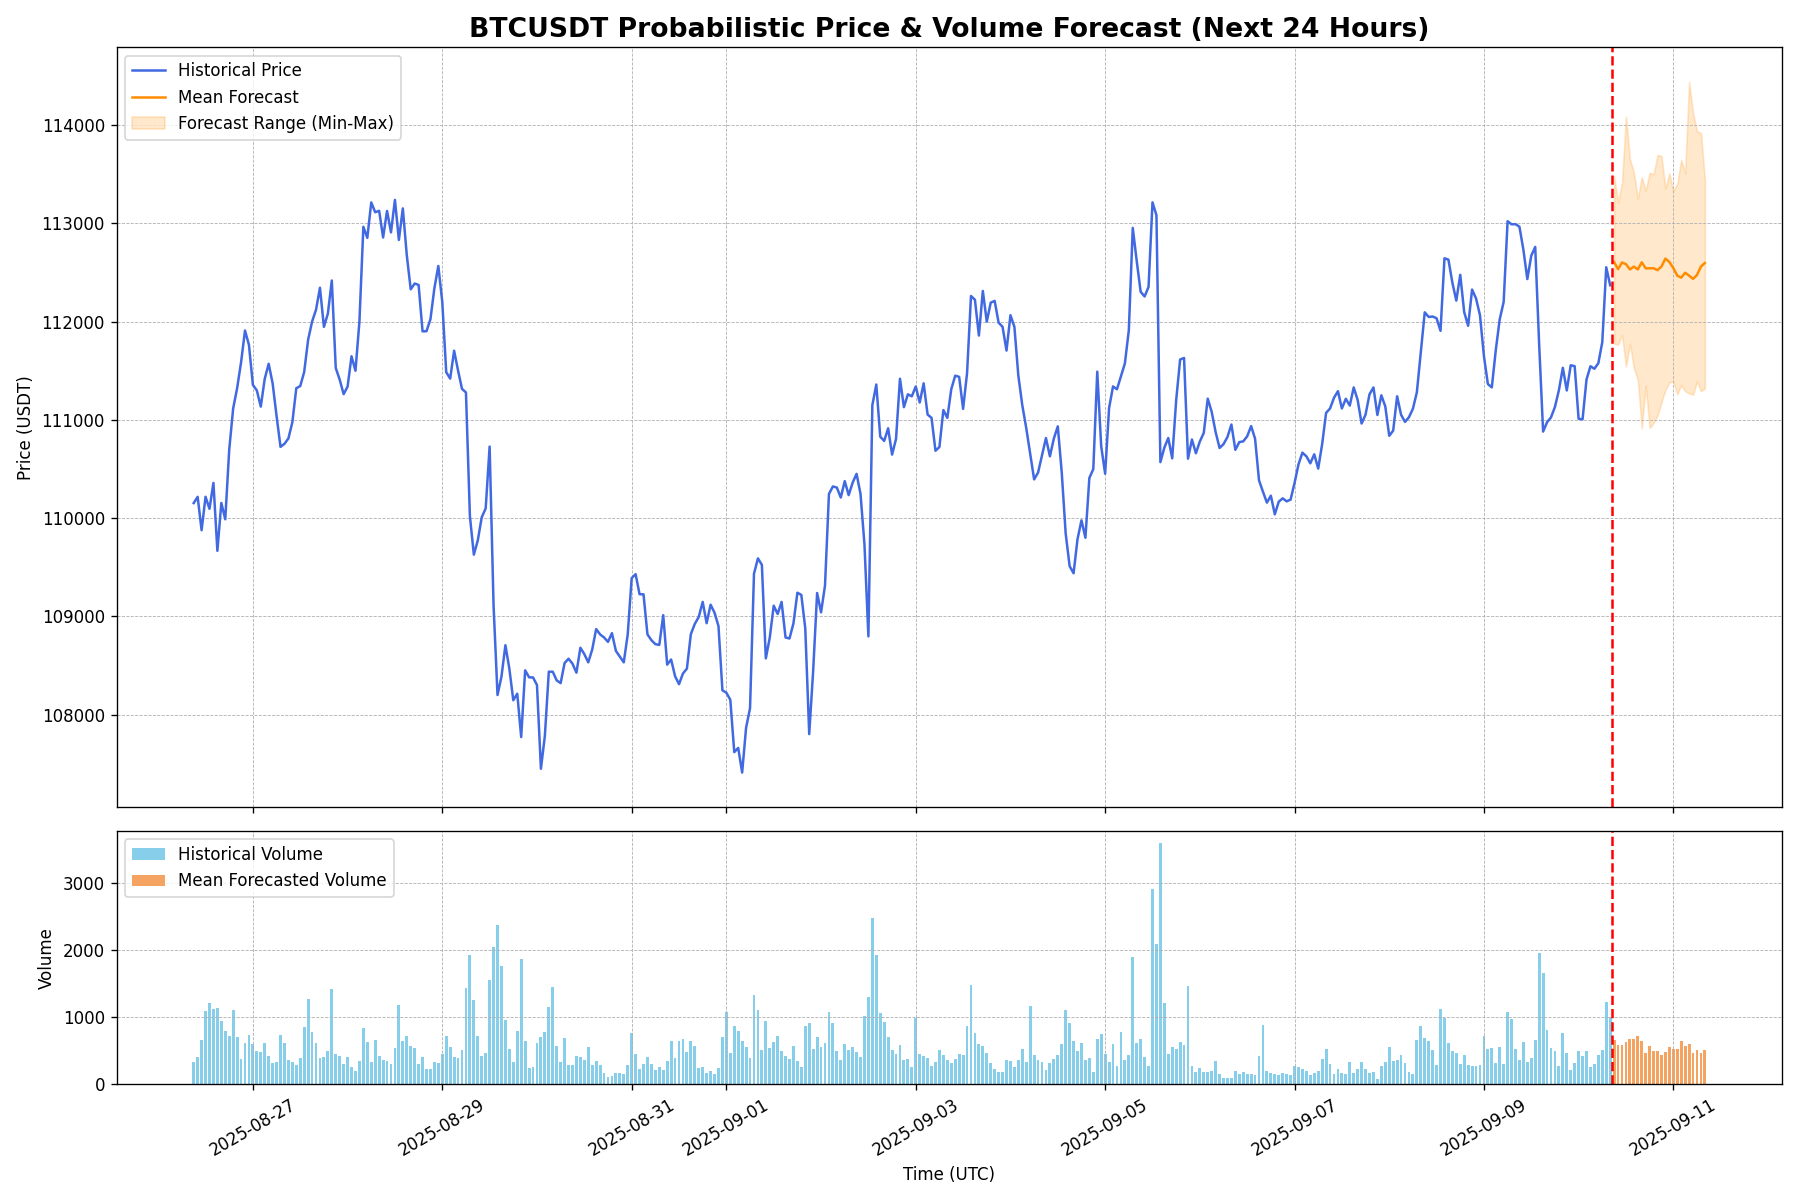 BTCUSDT Probabilistic Price & Volume Forecast (Next 24 Hours)
Historical Price
Mean Forecast
Forecast Range (Min-Max)
Price (USDT)
114000
113000
112000
111000
110000
109000
108000
Historical Volume
Mean Forecasted Volume
Volume
3000
2000
1000
0
2025-08-27
2025-08-29
2025-08-31
2025-09-01
2025-09-03
2025-09-05
2025-09-07
2025-09-09
2025-09-11
Time (UTC)